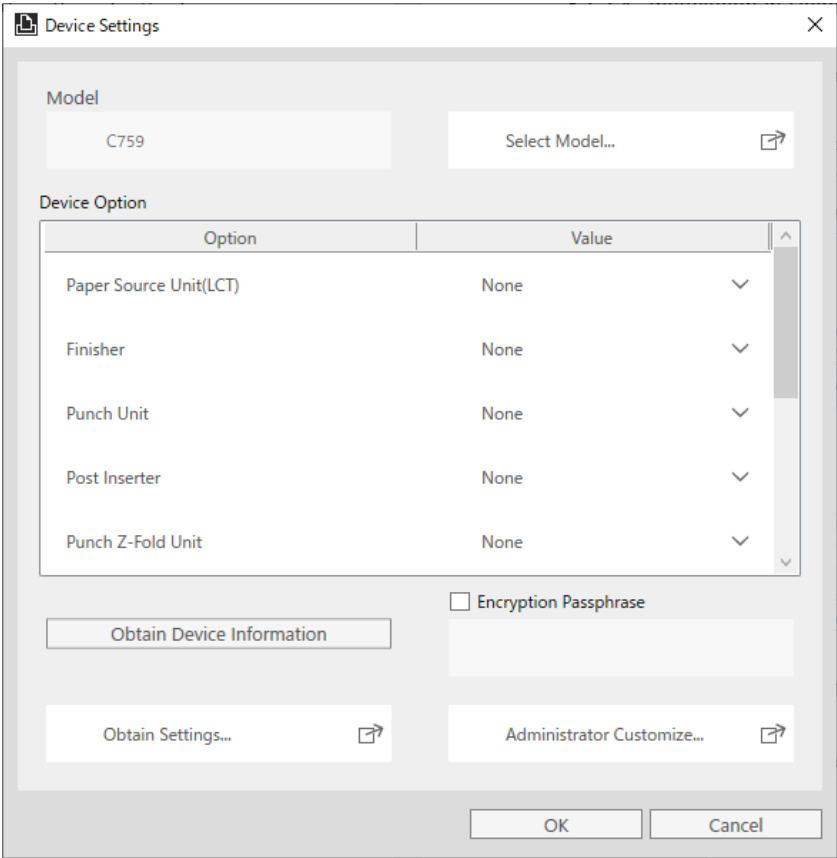 Device Settings
Model
C759
Select Model...
Device Option
Option Value
Paper Source Unit(LCT) None
Finisher None
Punch Unit None
Post Inserter None
Punch Z-Fold Unit None
Encryption Passphrase
Obtain Device Information
Obtain Settings...
Administrator Customize...
OK Cancel